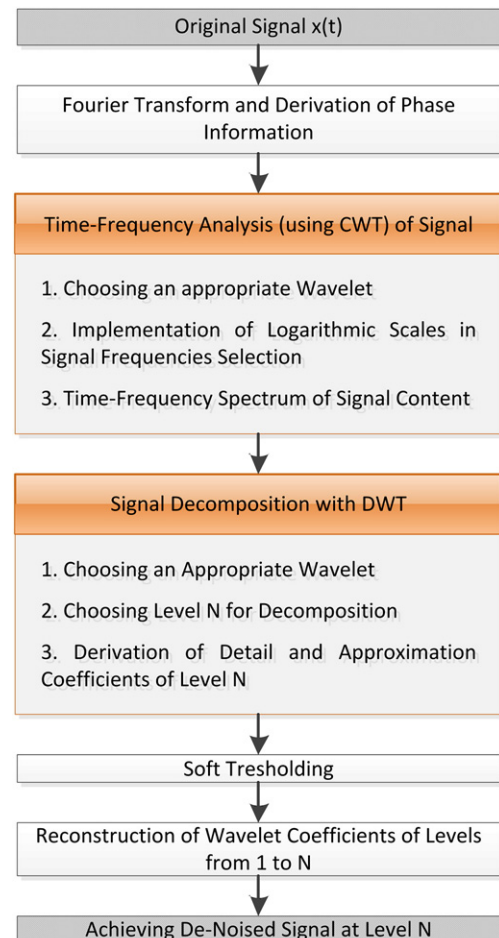 Original Signal x(t)
Fourier Transform and Derivation of Phase
Information
Time-Frequency Analysis (using CWT) of Signal
1. Choosing an appropriate Wavelet
2. Implementation of Logarithmic Scales in
Signal Frequencies Selection
3. Time-Frequency Spectrum of Signal Content
Signal Decomposition with DWT
1. Choosing an Appropriate Wavelet
2. Choosing Level N for Decomposition
3. Derivation of Detail and Approximation
Coefficients of Level N
Soft Tresholding
Reconstruction of Wavelet Coefficients of Levels
from 1 to N
Achieving De-Noised Signal at Level N